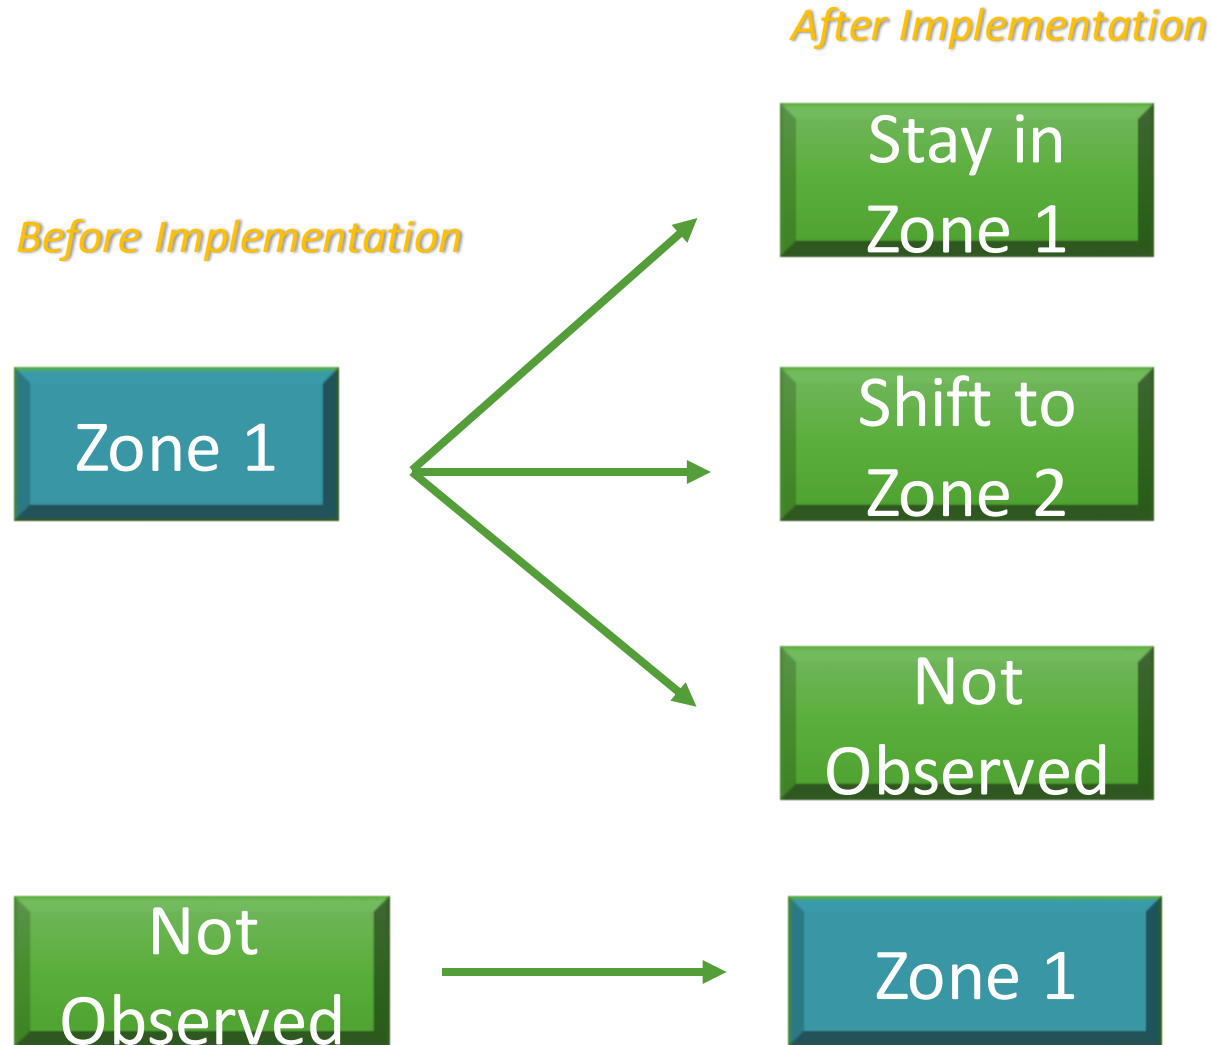 After Implementation
Stay in
Zone 1
Before Implementation
Zone 1
Shift to
Zone 2
Not
Observed
Not
Observed
Zone 1